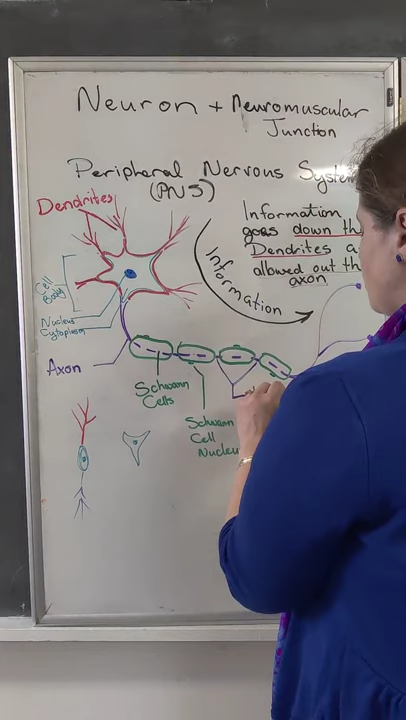 Neuron + Neuromuscular
Junction
Peripheral Nervous System
(PNS)
Dendrites
Information
goes down th
Dendrites a
allowed out th
axon
Information
Cell
Body
Nucleus
Cytoplasm
Axon
Schwann
Cells
Schwann
Cell
Nucleu